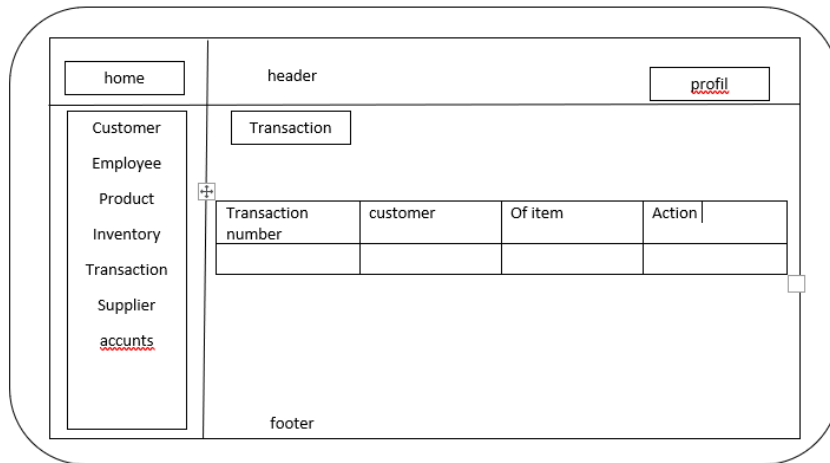 home
header
profil
Customer
Employee
Product
Inventory
Transaction
Supplier
accunts
Transaction
Transaction
number
customer
Of item
Action
footer